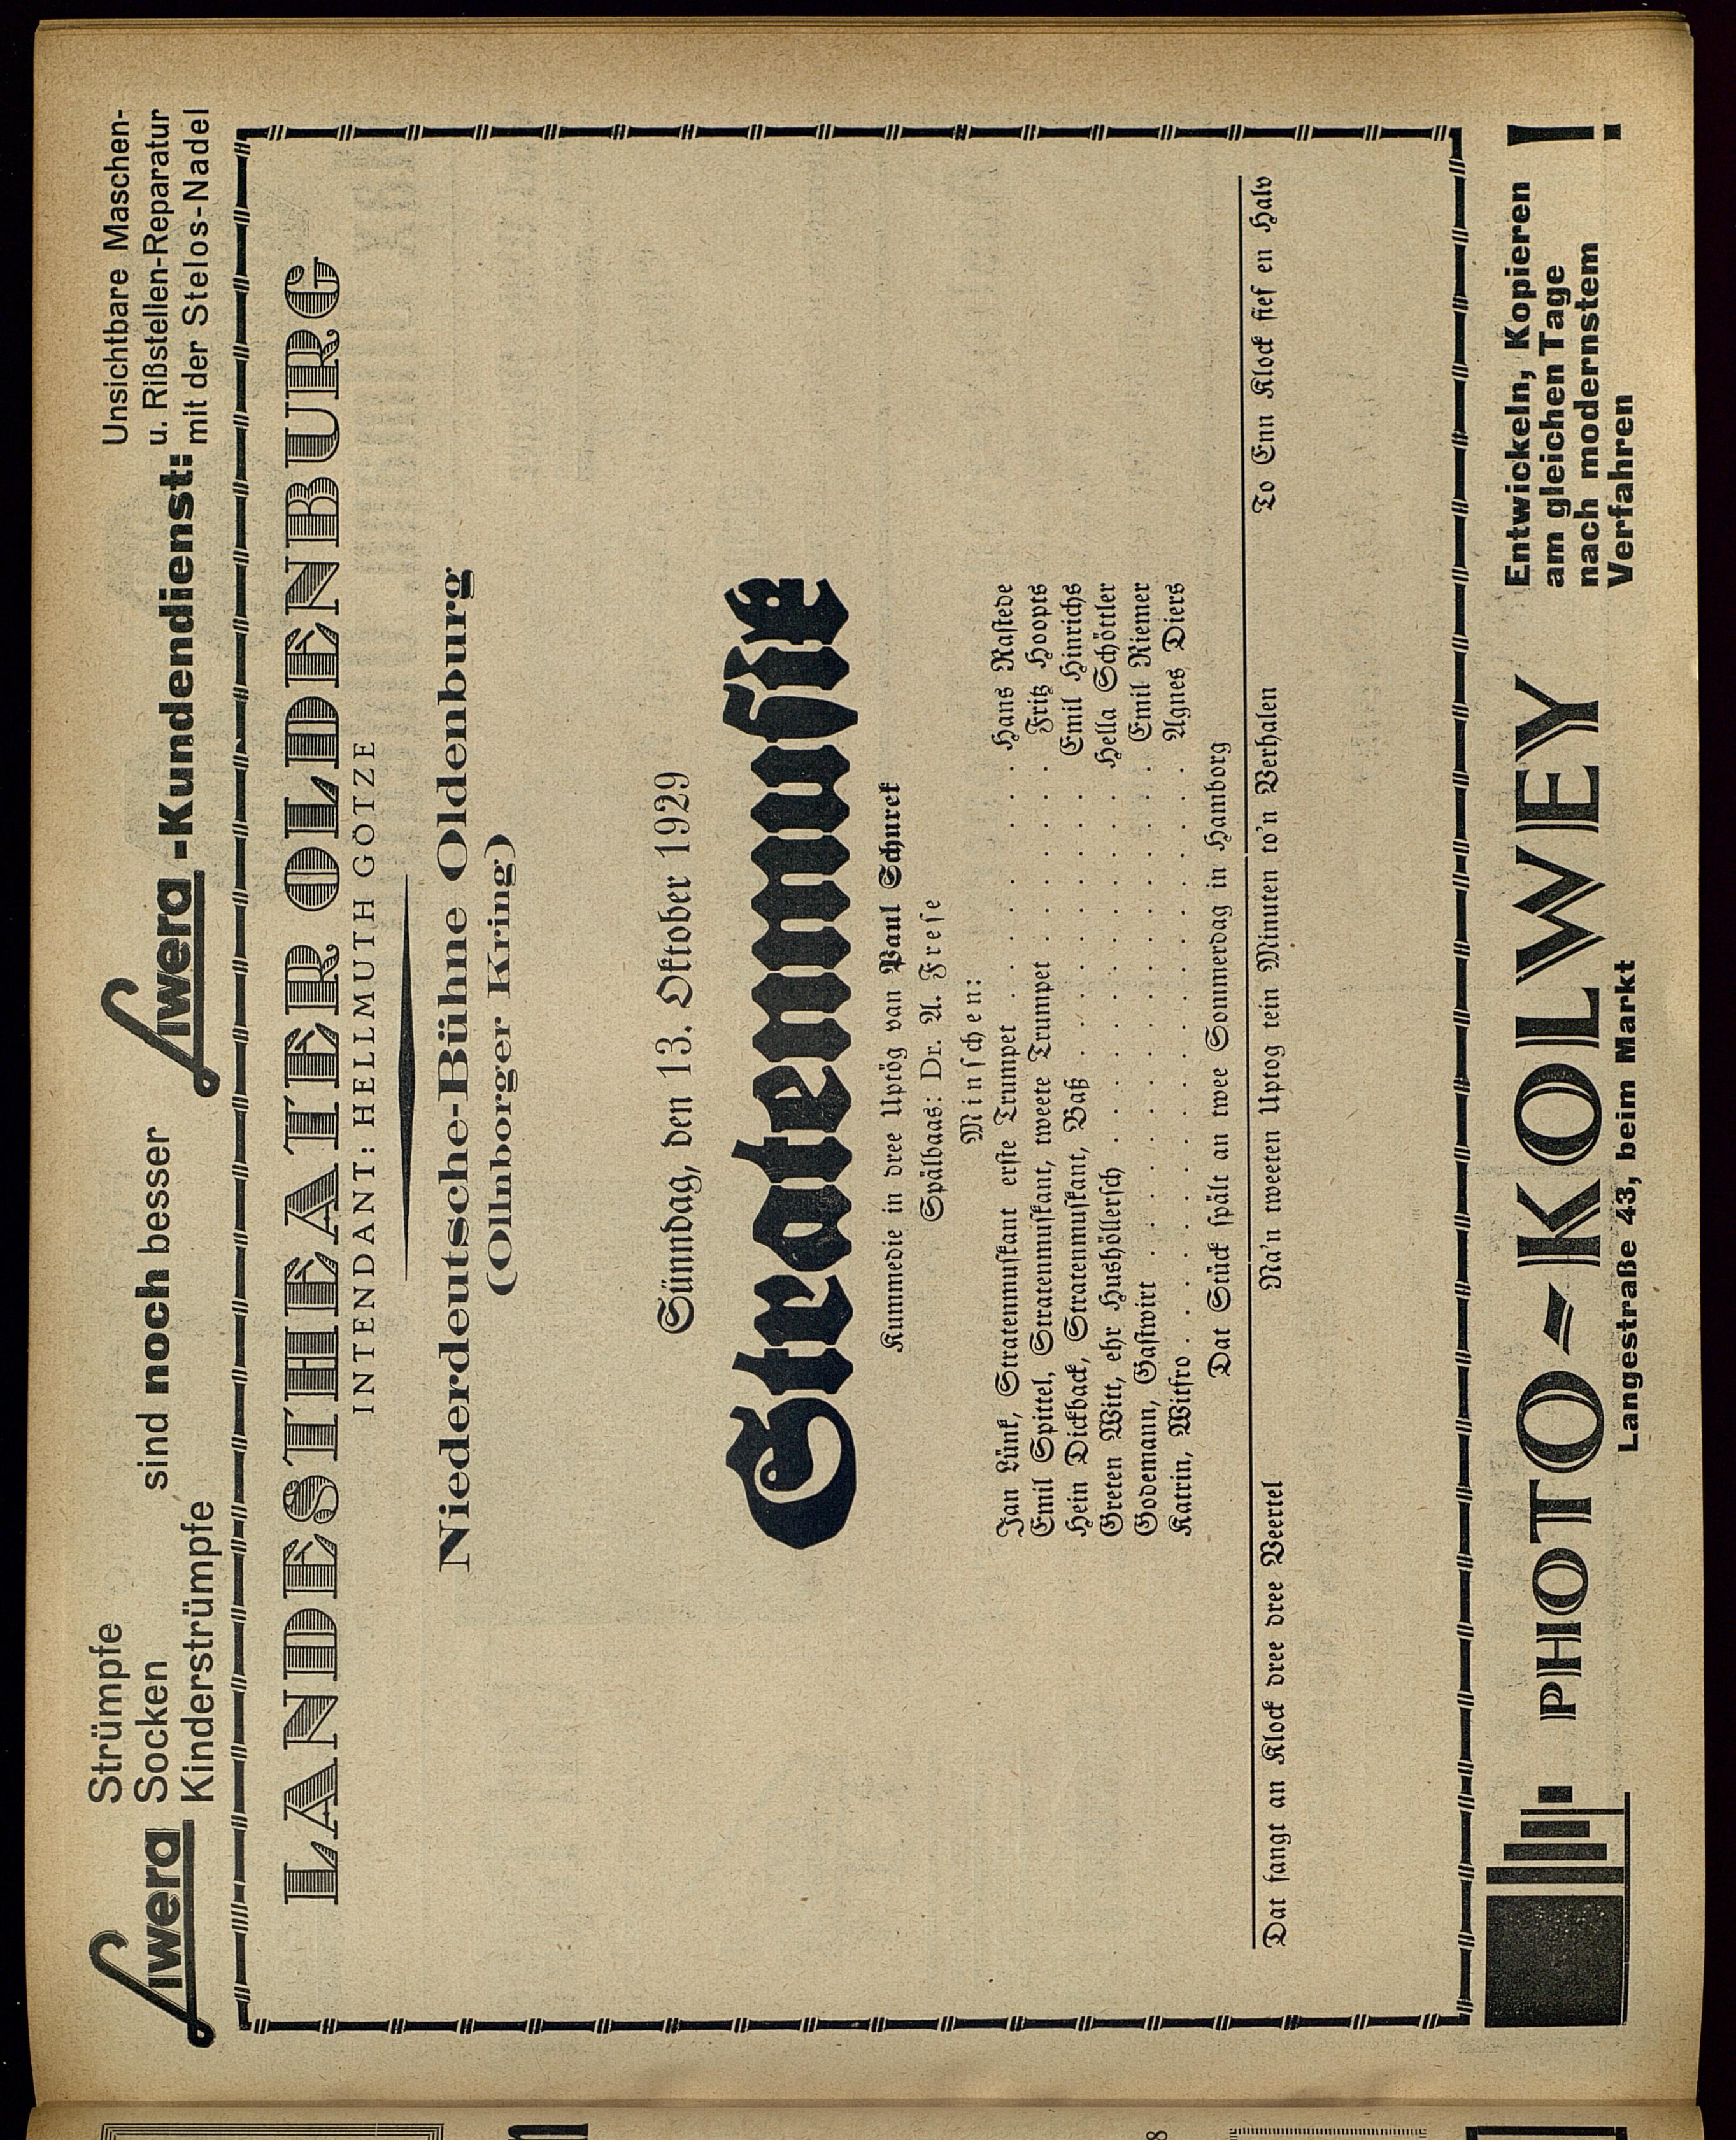 Liwera Strümpfe
Socken
Kinderstrümpfe
sind noch besser
Liwera-Kundendienst:
Unsichtbare Maschen-
u. Rißstellen-Reparatur
mit der Stelos-Nadel
LANDESTHEATER OLDENBURG
INTENDANT: HELLMUTH GÖTZE
Niederdeutsche-Bühne Oldenburg
(Ollnborger Kring)
Sünndag, den 13. Oktober 1929
Stratenmusik
Kummedie in dree Uptög van Paul Schurek
Spälbaas: Dr. A. Frese
Minschen:
Jan Lünk, Stratenmuskant erste Trumpet . . . . . . Hans Rastede
Emil Spittel, Stratenmuskant, tweete Trumpet . . . . . Fritz Hoopts
Hein Dickback, Stratenmuskant, Baß . . . . . . Emil Hinrichs
Greten Witt, ehr Hushöllersch . . . . . . . Hella Schöttler
Godemann, Gastwirt . . . . . . . . . . Emil Riemer
Katrin, Witfro . . . . . . . . . . . Agnes Diers
Dat Stück spält an twee Sommerdag in Hamborg
Dat fangt an Klock dree dree Veertel
Na'n tweeten Uptog tein Minuten to'n Verhalen
To Enn Klock fief en Halv
PHOTO-KOLWEY
Langestraße 43, beim Markt
Entwickeln, Kopieren
am gleichen Tage
nach modernstem
Verfahren
!